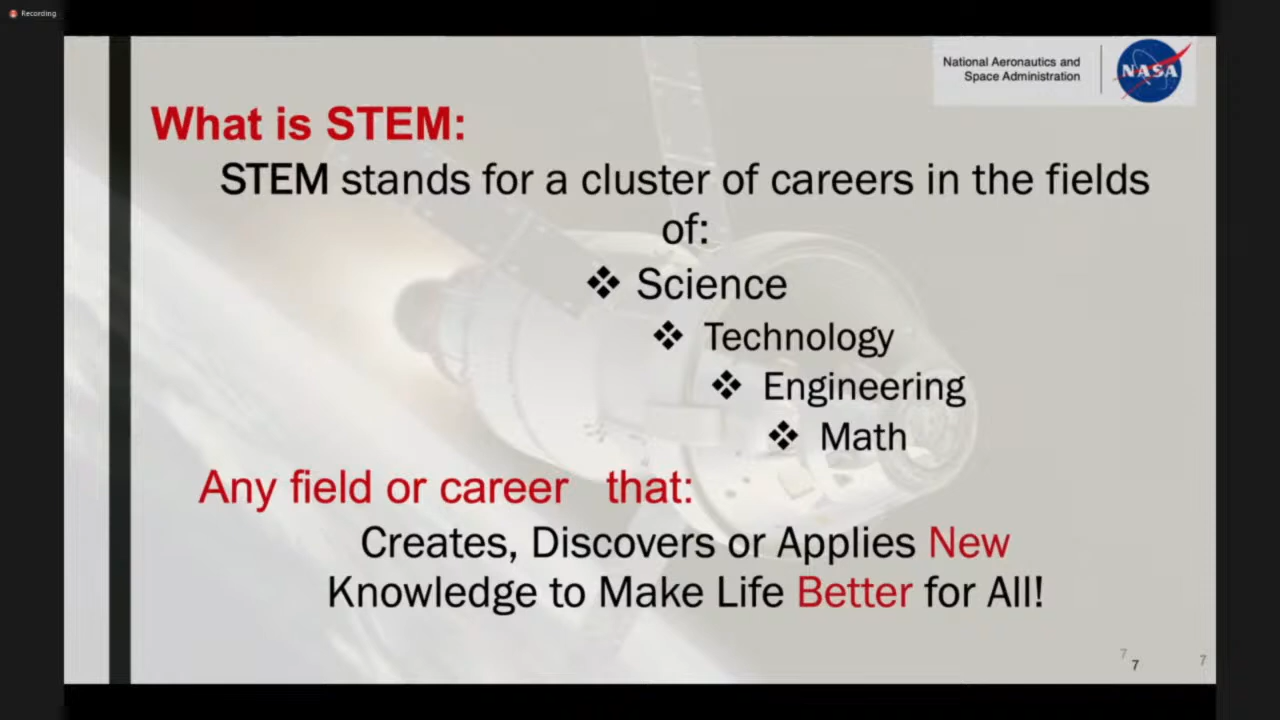 Recording
National Aeronautics and
Space Administration
NASA
What is STEM:
STEM stands for a cluster of careers in the fields
of:
❖ Science
❖ Technology
❖ Engineering
❖ Math
Any field or career that:
Creates, Discovers or Applies New
Knowledge to Make Life Better for All!
7
7
7